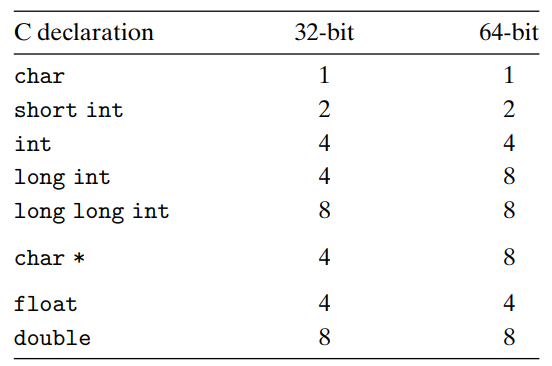 C declaration 32-bit 64-bit
char 1 1
short int 2 2
int 4 4
long int 4 8
long long int 8 8
char * 4 8
float 4 4
double 8 8